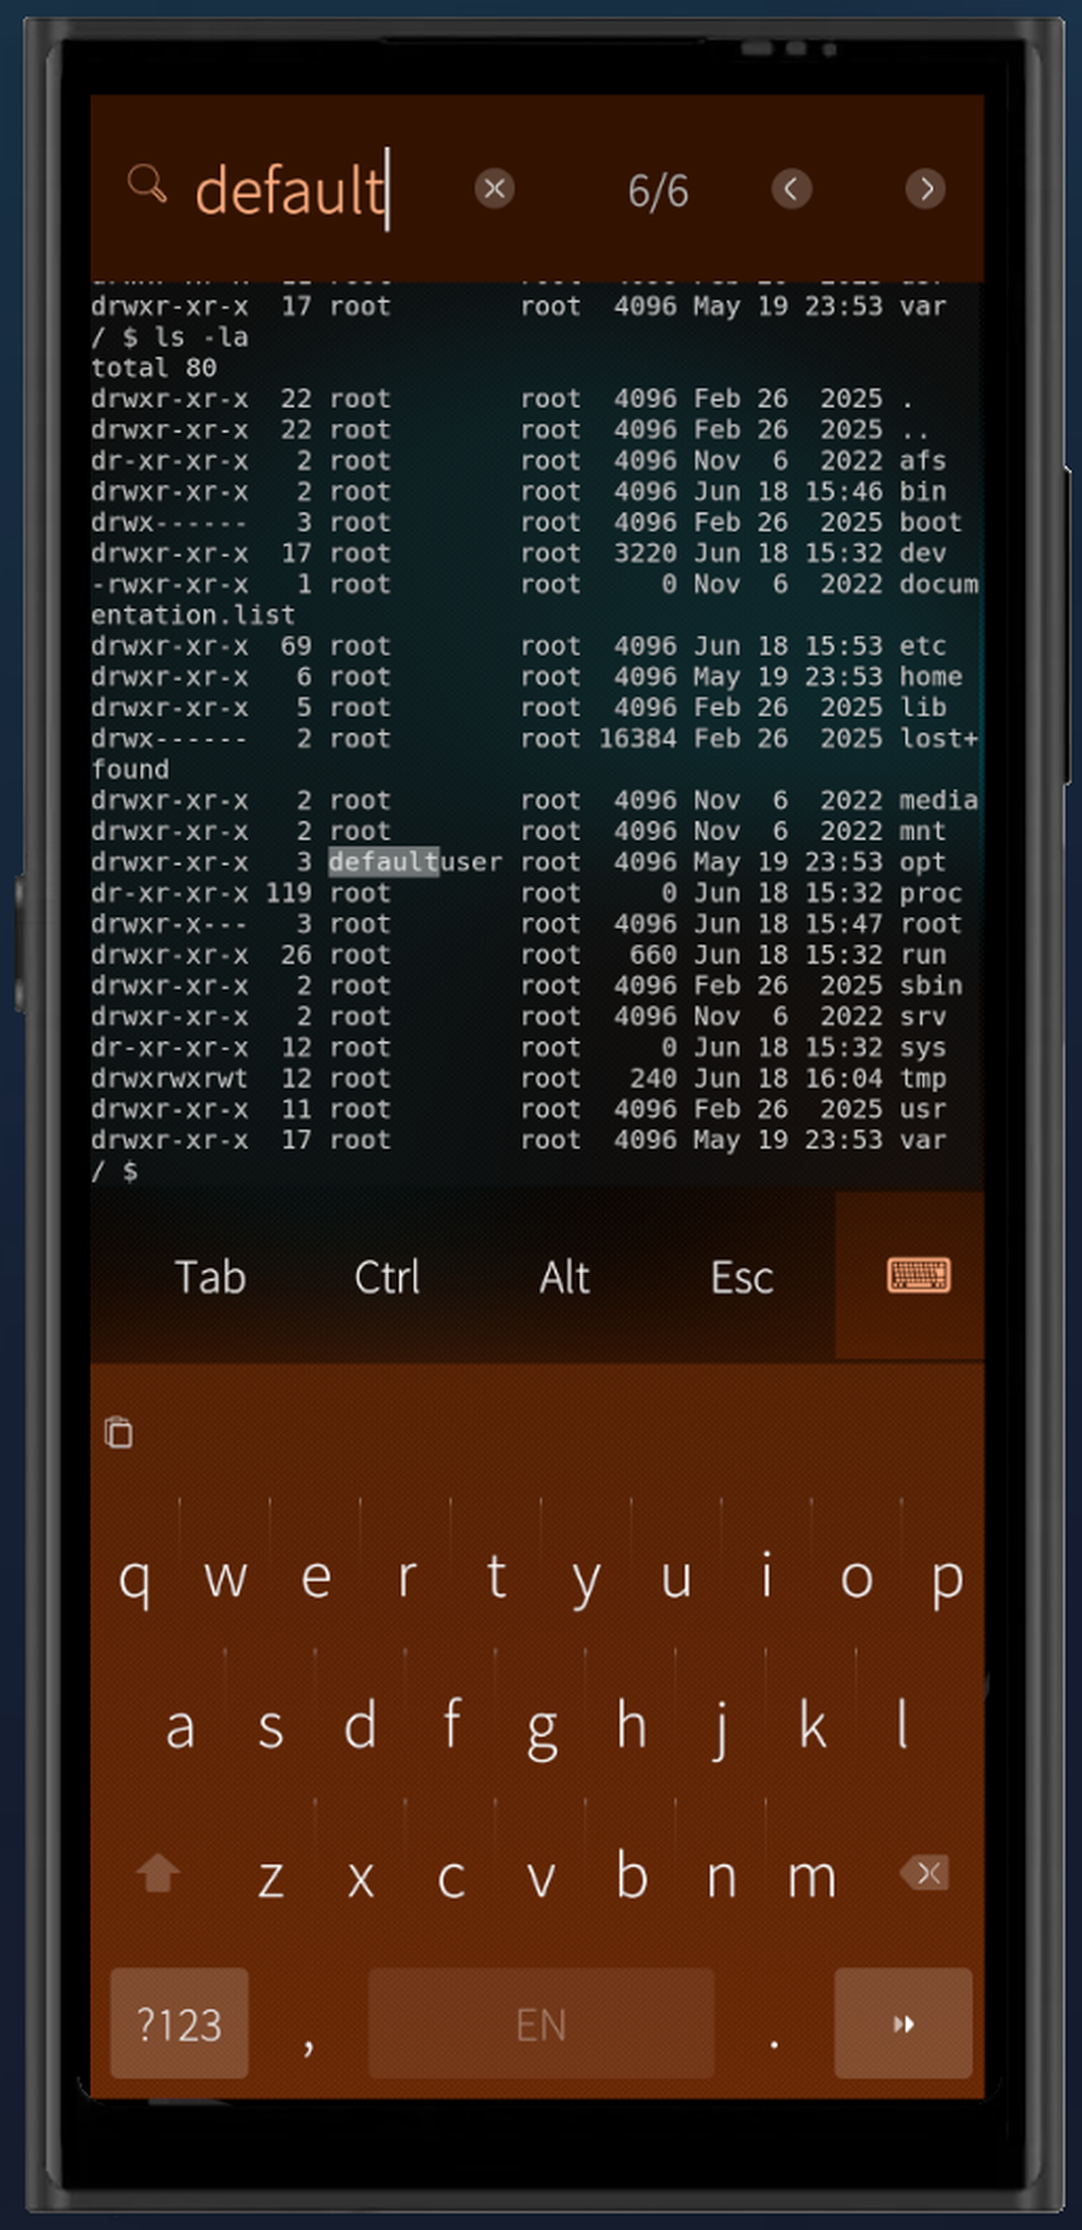 default 6/6
drwxr-xr-x  17 root        root  4096 May 19 23:53 var
/ $ ls -la
total 80
drwxr-xr-x  22 root        root  4096 Feb 26  2025 .
drwxr-xr-x  22 root        root  4096 Feb 26  2025 ..
dr-xr-xr-x   2 root        root  4096 Nov  6  2022 afs
drwxr-xr-x   2 root        root  4096 Jun 18 15:46 bin
drwx------   3 root        root  4096 Feb 26  2025 boot
drwxr-xr-x  17 root        root  3220 Jun 18 15:32 dev
-rwxr-xr-x   1 root        root     0 Nov  6  2022 docum
entation.list
drwxr-xr-x  69 root        root  4096 Jun 18 15:53 etc
drwxr-xr-x   6 root        root  4096 May 19 23:53 home
drwxr-xr-x   5 root        root  4096 Feb 26  2025 lib
drwx------   2 root        root 16384 Feb 26  2025 lost+
found
drwxr-xr-x   2 root        root  4096 Nov  6  2022 media
drwxr-xr-x   2 root        root  4096 Nov  6  2022 mnt
drwxr-xr-x   3 defaultuser root  4096 May 19 23:53 opt
dr-xr-xr-x 119 root        root     0 Jun 18 15:32 proc
drwxr-x---   3 root        root  4096 Jun 18 15:47 root
drwxr-xr-x  26 root        root   660 Jun 18 15:32 run
drwxr-xr-x   2 root        root  4096 Feb 26  2025 sbin
drwxr-xr-x   2 root        root  4096 Nov  6  2022 srv
dr-xr-xr-x  12 root        root     0 Jun 18 15:32 sys
drwxrwxrwt  12 root        root   240 Jun 18 16:04 tmp
drwxr-xr-x  11 root        root  4096 Feb 26  2025 usr
drwxr-xr-x  17 root        root  4096 May 19 23:53 var
/ $
Tab Ctrl Alt Esc
q w e r t y u i o p
a s d f g h j k l
z x c v b n m
?123 , EN .